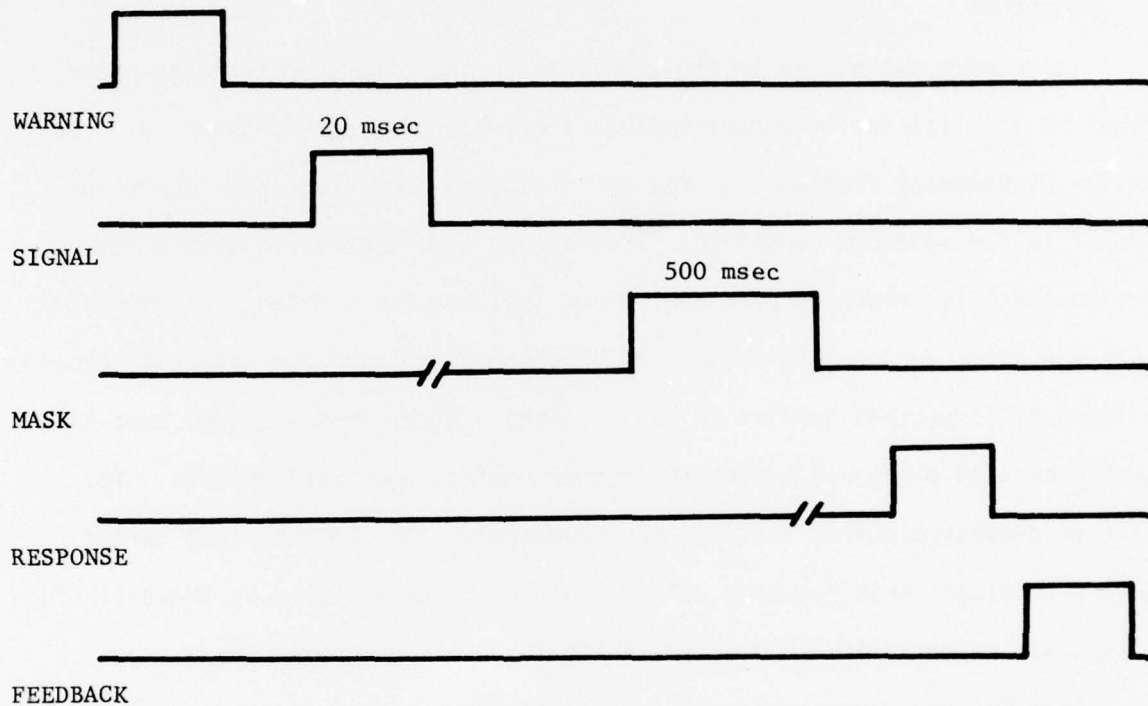 WARNING
20 msec
SIGNAL
500 msec
MASK
RESPONSE
FEEDBACK